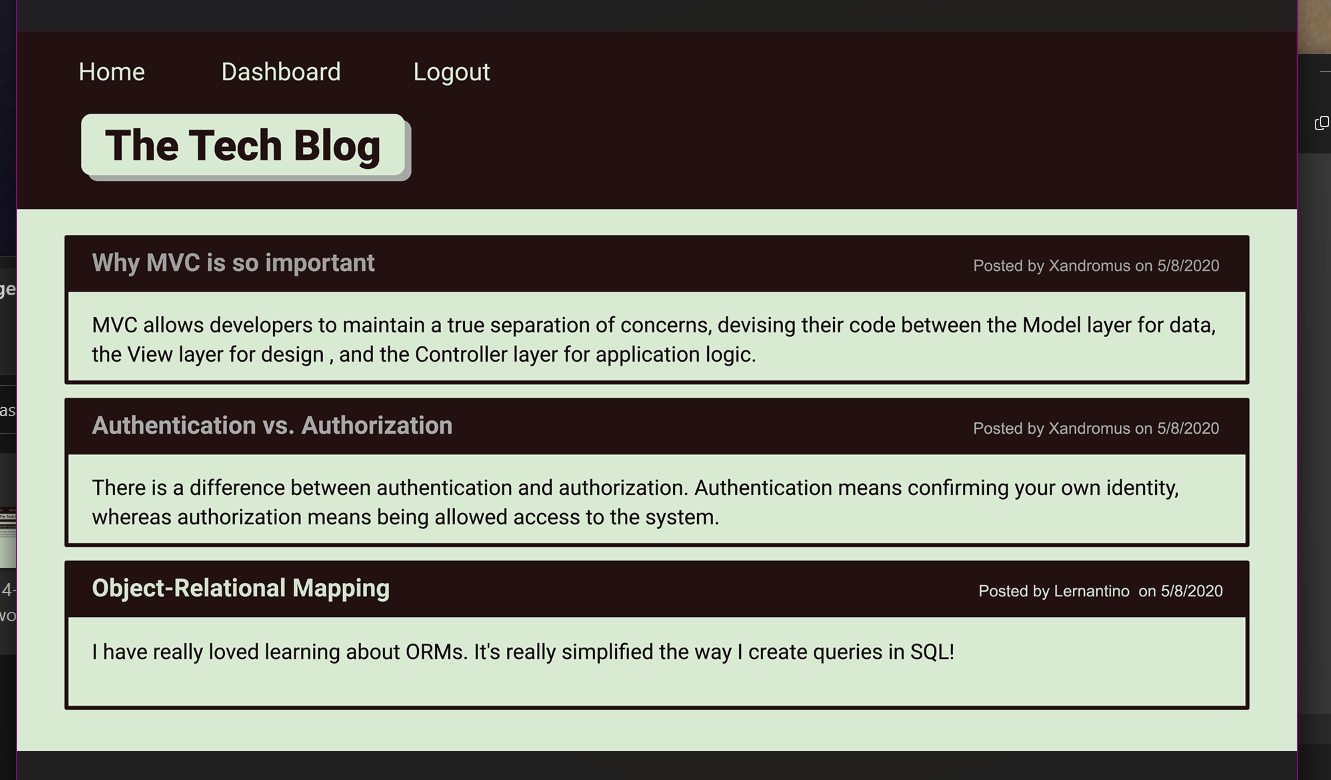 Home Dashboard Logout
The Tech Blog
Why MVC is so important
Posted by Xandromus on 5/8/2020
MVC allows developers to maintain a true separation of concerns, devising their code between the Model layer for data,
the View layer for design , and the Controller layer for application logic.
Authentication vs. Authorization
Posted by Xandromus on 5/8/2020
There is a difference between authentication and authorization. Authentication means confirming your own identity,
whereas authorization means being allowed access to the system.
Object-Relational Mapping
Posted by Lernantino on 5/8/2020
I have really loved learning about ORMs. It's really simplified the way I create queries in SQL!